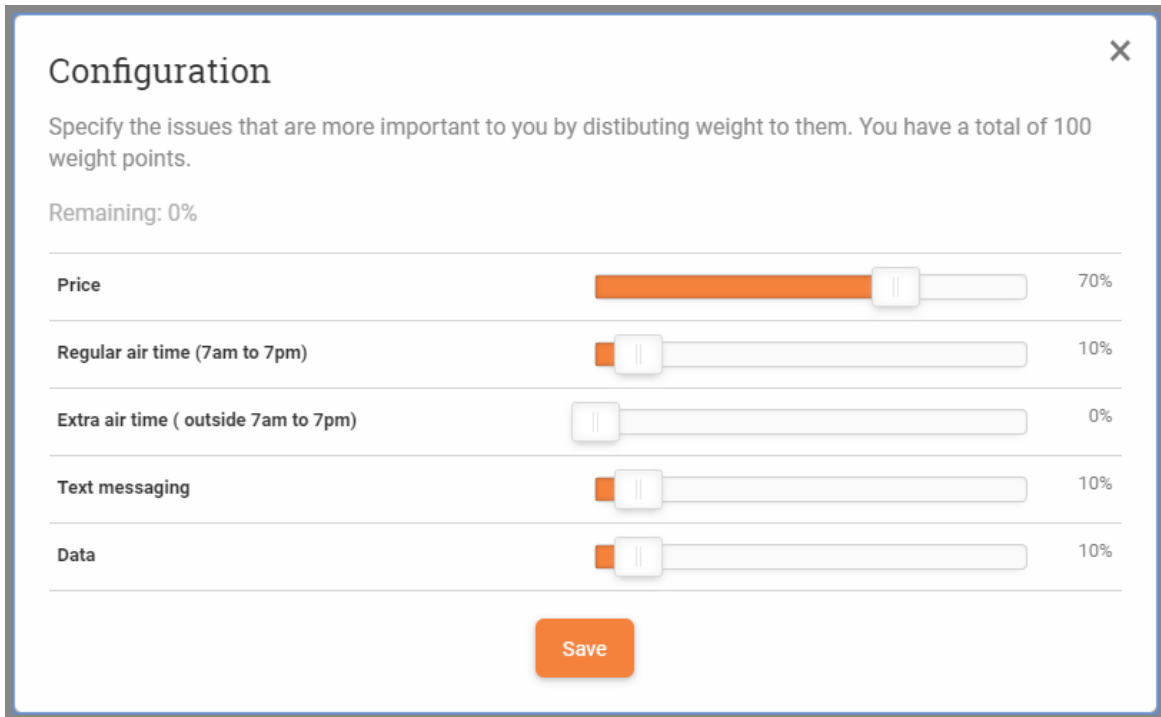 Configuration
×
Specify the issues that are more important to you by distibuting weight to them. You have a total of 100
weight points.
Remaining: 0%
Price 70%
Regular air time (7am to 7pm) 10%
Extra air time ( outside 7am to 7pm) 0%
Text messaging 10%
Data 10%
Save